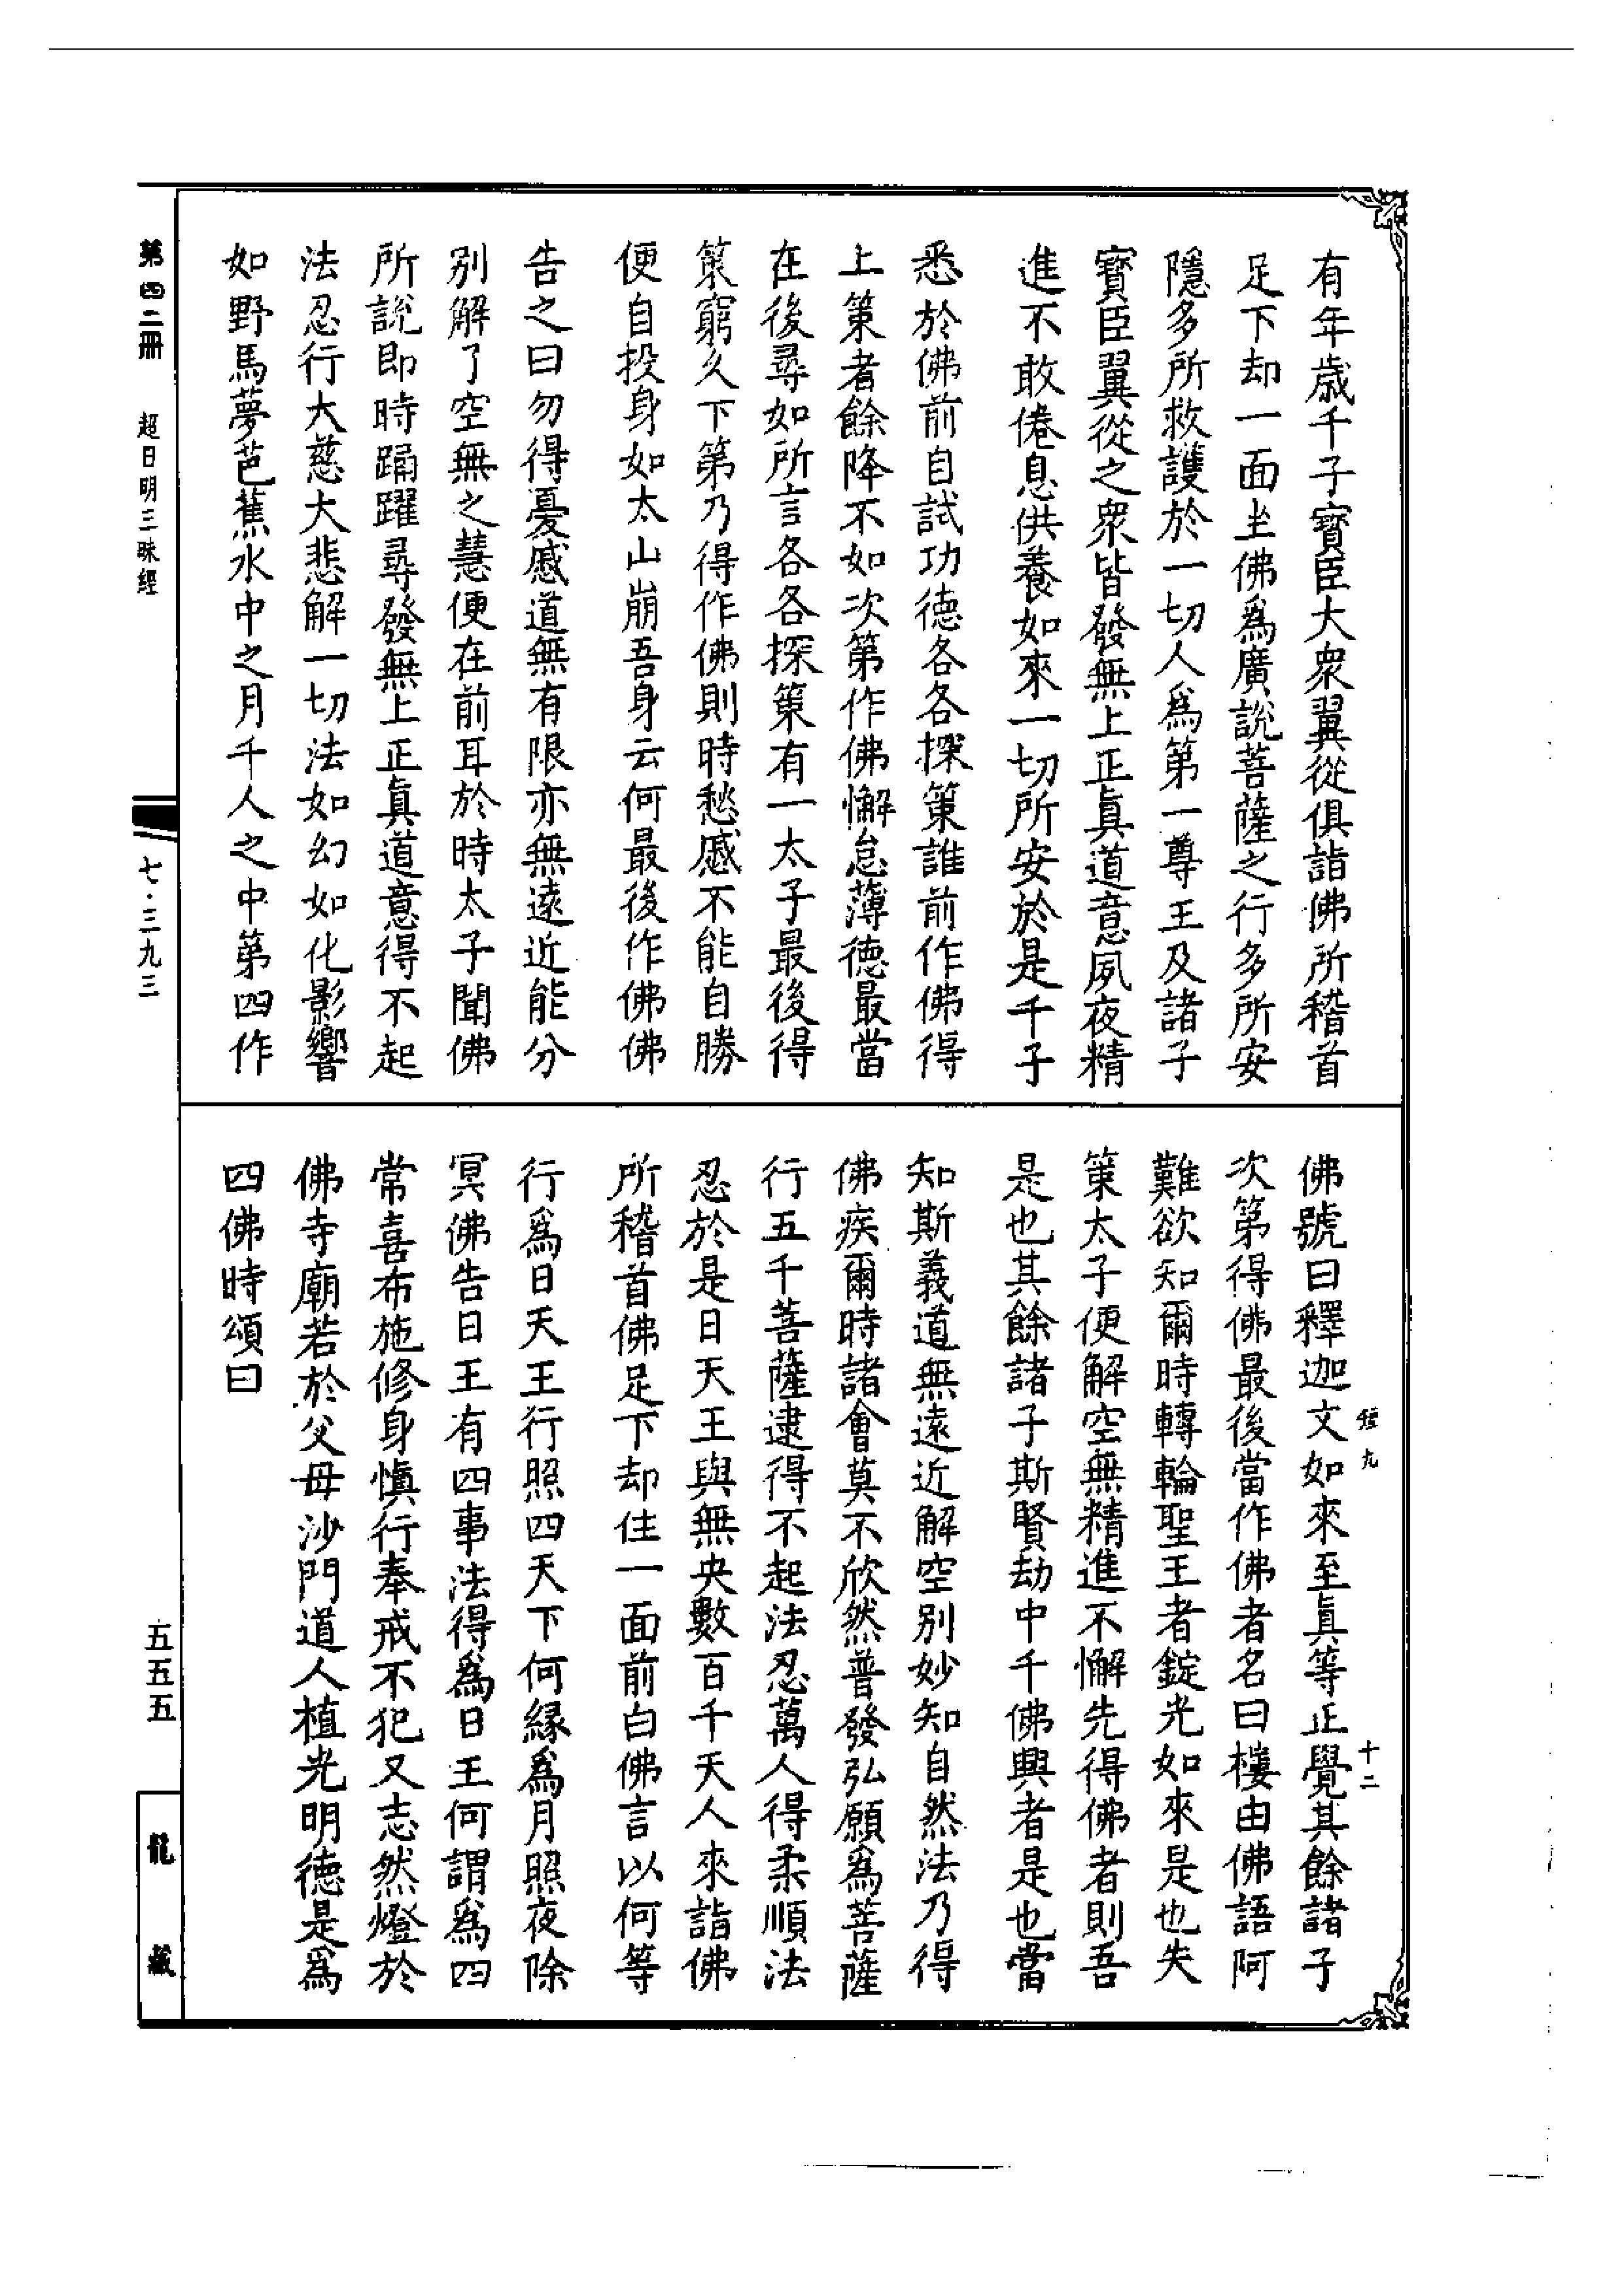 有年歲千子寶臣大衆翼從俱詣佛所稽首
足下却一面坐佛爲廣說菩薩之行多所安
隱多所救護於一切人爲第一尊王及諸子
寶臣翼從之衆皆發無上正眞道意夙夜精
進不敢倦息供養如來一切所安於是千子
悉於佛前自試功德各各探策誰前作佛得
上策者餘降不如次第作佛懈怠薄德最當
在後尋如所言各各探策有一太子最後得
策窮久下第乃得作佛則時愁慼不能自勝
便自投身如太山崩吾身云何最後作佛佛
告之曰勿得憂慼道無有限亦無遠近能分
別解了空無之慧便在前耳於時太子聞佛
所說即時踊躍尋發無上正眞道意得不起
法忍行大慈大悲解一切法如幻如化影響
如野馬夢芭蕉水中之月千人之中第四作
佛號曰釋迦文如來至眞等正覺其餘諸子
次第得佛最後當作佛者名曰樓由佛語阿
難欲知爾時轉輪聖王者錠光如來是也失
策太子便解空無精進不懈先得佛者則吾
是也其餘諸子斯賢劫中千佛興者是也當
知斯義道無遠近解空別妙知自然法乃得
佛疾爾時諸會莫不欣然普發弘願爲菩薩
行五千菩薩逮得不起法忍萬人得柔順法
忍於是日天王與無央數百千天人來詣佛
所稽首佛足下却住一面前白佛言以何等
行爲日天王行照四天下何緣爲月照夜除
冥佛告日王有四事法得爲日王何謂爲四
常喜布施修身慎行奉戒不犯又志然燈於
佛寺廟若於父母沙門道人植光明德是爲
四佛時頌曰
九
十二
第四二冊
超日明三昧經
七·三九三
五五五
龍藏